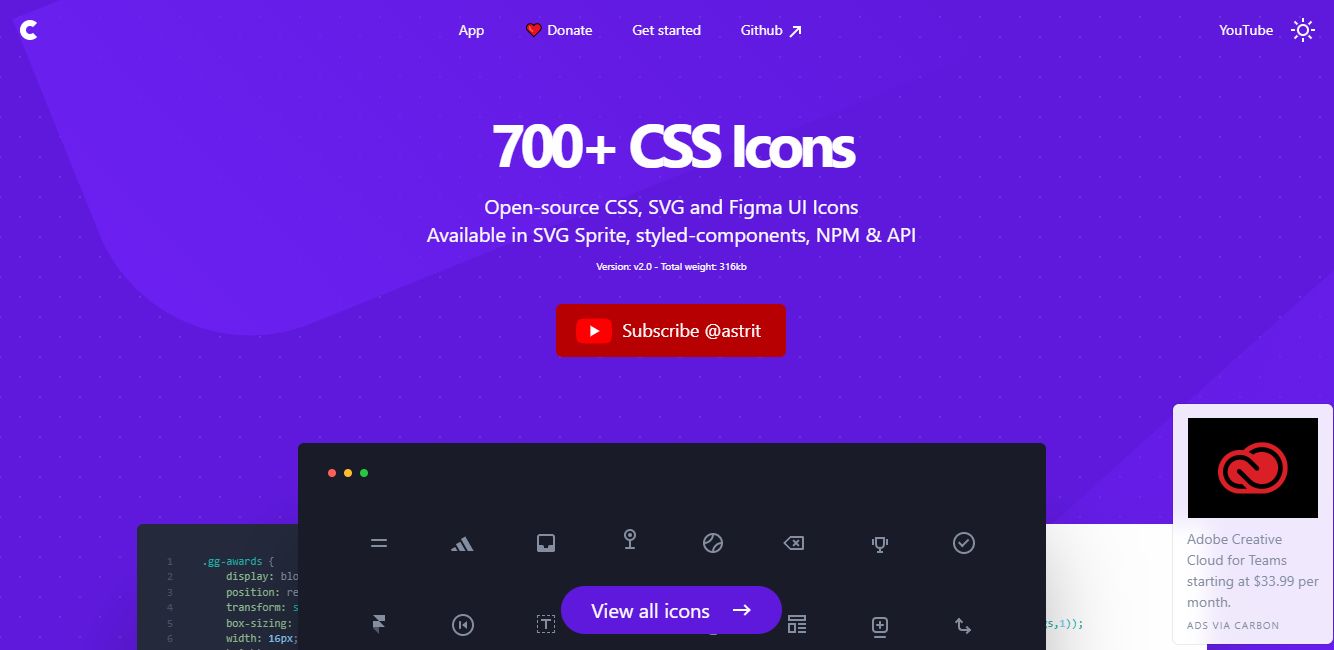 App
Donate
Get started
Github
YouTube
700+ CSS Icons
Open-source CSS, SVG and Figma UI Icons
Available in SVG Sprite, styled-components, NPM & API
Version: v2.0 - Total weight: 316kb
Subscribe @astrit
Adobe Creative
Cloud for Teams
starting at $33.99 per
month.
ADS VIA CARBON
View all icons
1 .gg-awards {
2 display: blo
3 position: re
4 transform: s
5 box-sizing:
6 width: 16px;
s,1));